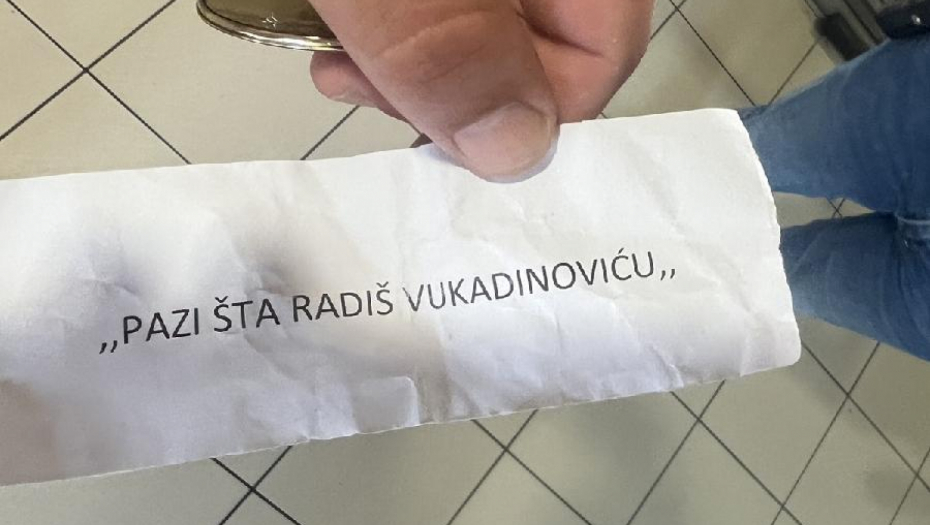 ,,PAZI ŠTA RADIŠ VUKADINOVIĆU,,